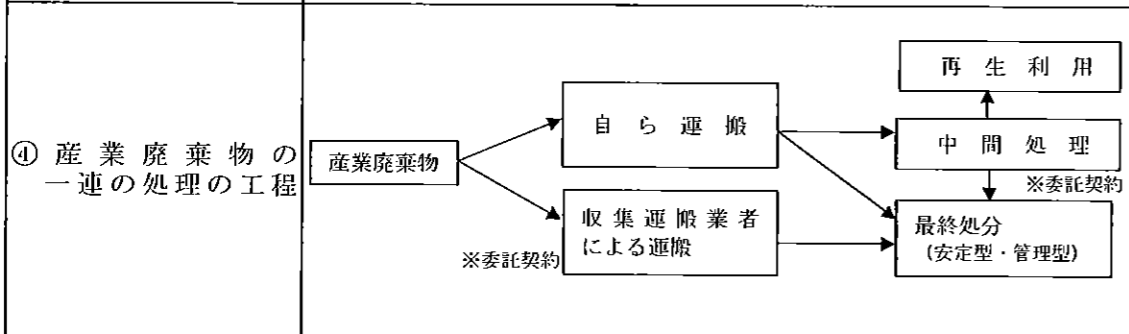 ④ 産業廃棄物の
一連の処理の工程
産業廃棄物
自ら運搬
収集運搬業者
による運搬
※委託契約
再生利用
中間処理
※委託契約
最終処分
(安定型・管理型)